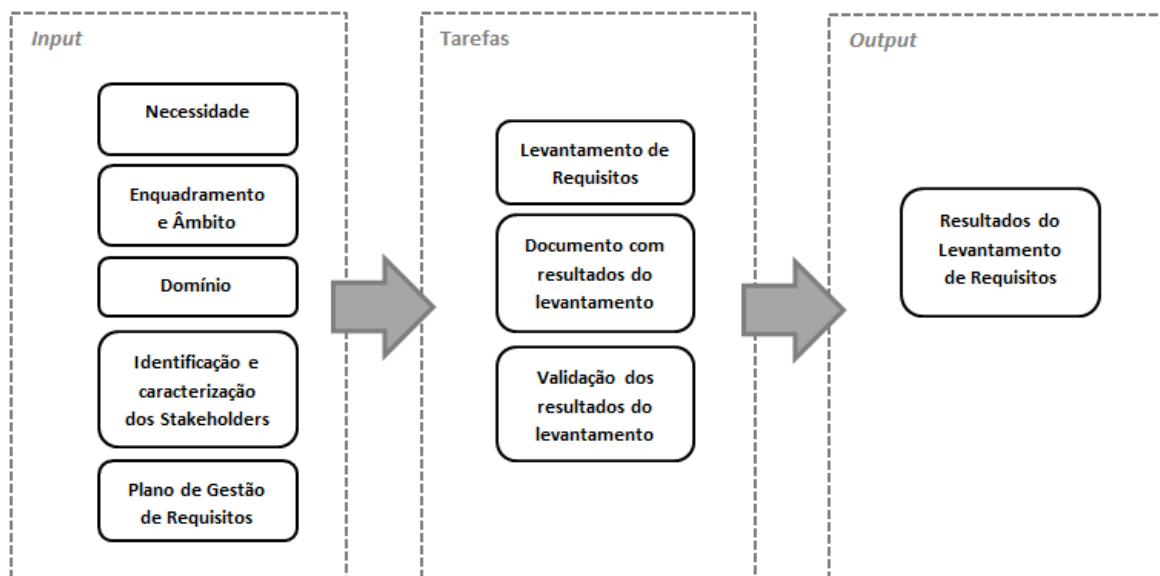 Input
Necessidade
Enquadramento
e Âmbito
Domínio
Identificação e
caracterização
dos Stakeholders
Plano de Gestão
de Requisitos
Tarefas
Levantamento de
Requisitos
Documento com
resultados do
levantamento
Validação dos
resultados do
levantamento
Output
Resultados do
Levantamento
de Requisitos